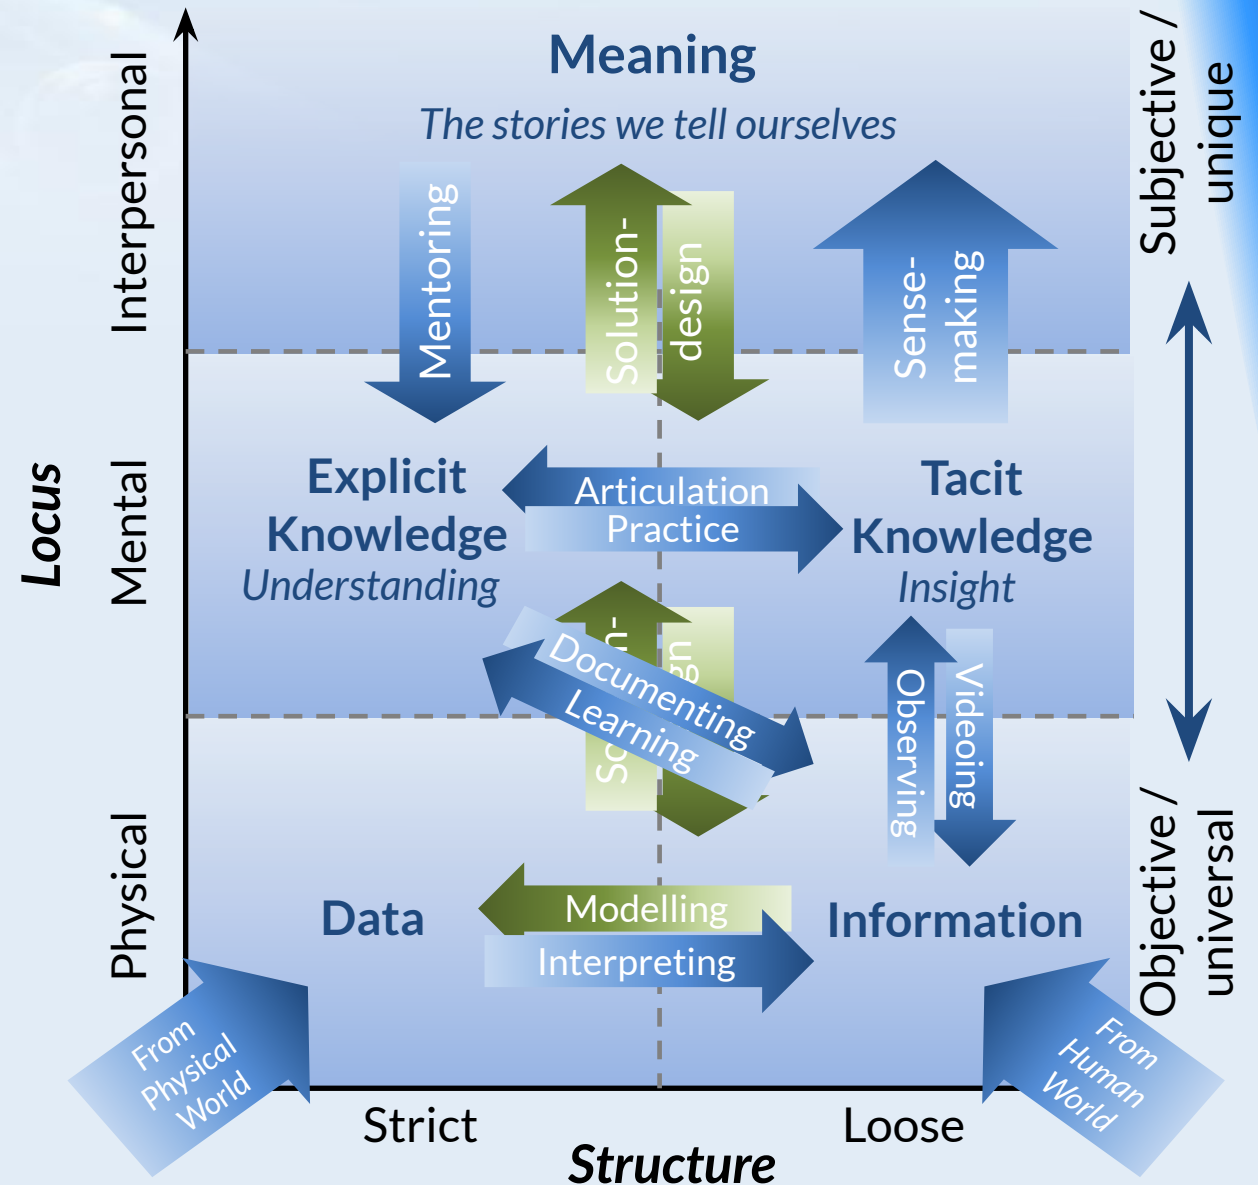 Meaning
The stories we tell ourselves
Interpersonal
Mentoring
Solution-
design
Sense-
making
Subjective /
unique
Locus
Mental
Explicit
Knowledge
Understanding
Articulation
Practice
Tacit
Knowledge
Insight
Documenting
Learning
Observing
Videoing
Physical
Data
Modelling
Interpreting
Information
Objective /
universal
From
Physical
World
From
Human
World
Strict
Loose
Structure